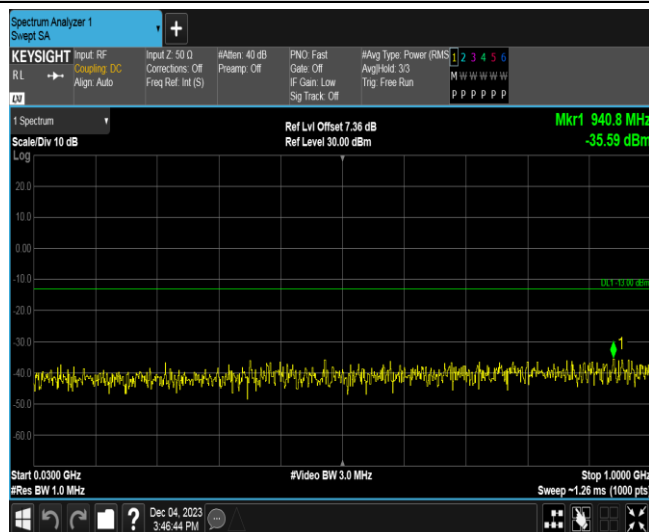 Spectrum Analyzer 1
Swept SA
+
KEYSIGHT Input: RF Input Z: 50 Ω #Atten: 40 dB PNO: Fast #Avg Type: Power (RMS 1 2 3 4 5 6
RL Coupling: DC Corrections: Off Preamp: Off Gate: Off Avg|Hold: 3/3 M W W W W W
Align: Auto Freq Ref: Int (S) IF Gain: Low Trig: Free Run
LXI Sig Track: Off P P P P P P
1 Spectrum Ref Lvl Offset 7.36 dB Mkr1 940.8 MHz
Scale/Div 10 dB Ref Level 30.00 dBm -35.59 dBm
Log
20.0
10.0
0.00
-10.0
DL1 -13.00 dBm
-20.0
-30.0
1
-40.0
-50.0
-60.0
Start 0.0300 GHz #Video BW 3.0 MHz Stop 1.0000 GHz
#Res BW 1.0 MHz Sweep ~1.26 ms (1000 pts)
? Dec 04, 2023
3:46:44 PM